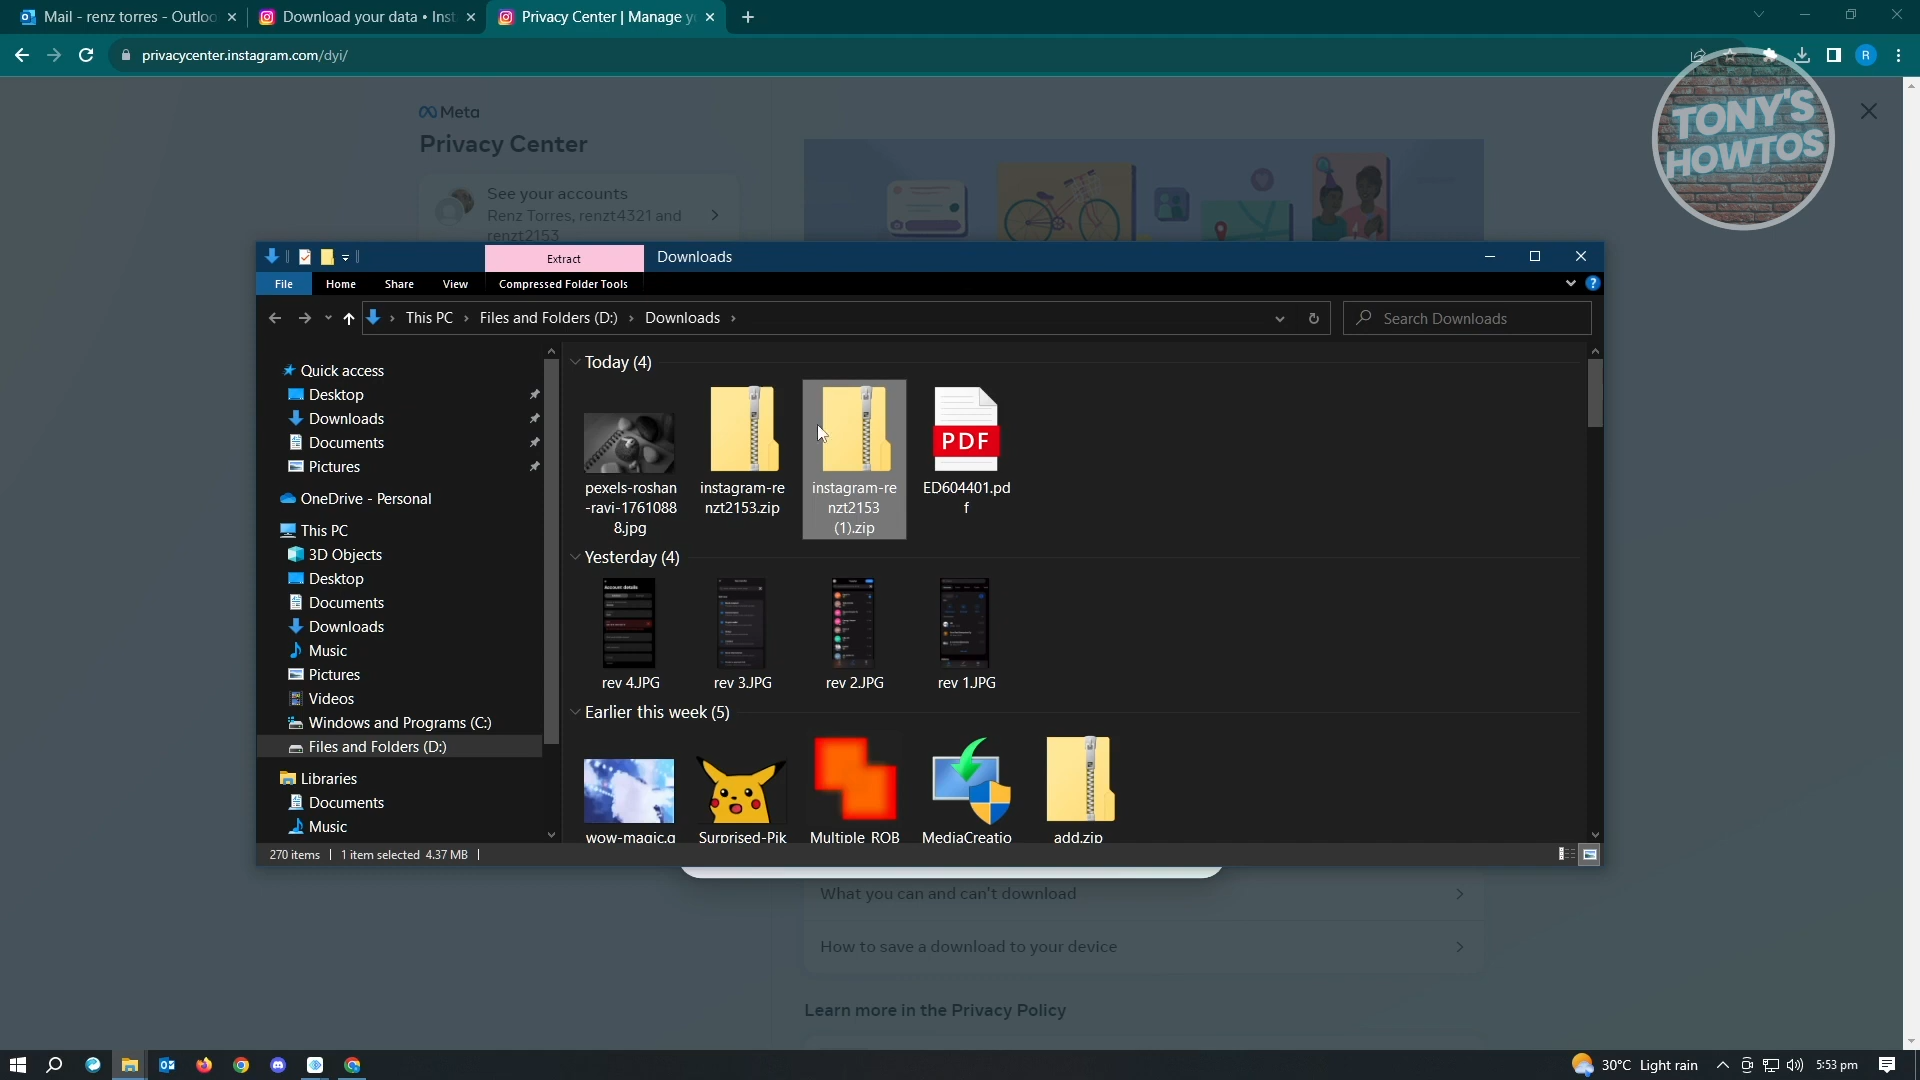 Mail - renz torres - Outloo
Download your data • Inst
Privacy Center | Manage y
privacycenter.instagram.com/dyi/
R
TONY'S
HOWTOS
Meta
Privacy Center
See your accounts
Renz Torres, renzt4321 and
renzt2153
Extract
Downloads
File
Home
Share
View
Compressed Folder Tools
This PC
Files and Folders (D:)
Downloads
Search Downloads
Quick access
Desktop
Downloads
Documents
Pictures
OneDrive - Personal
This PC
3D Objects
Desktop
Documents
Downloads
Music
Pictures
Videos
Windows and Programs (C:)
Files and Folders (D:)
Libraries
Documents
Music
Today (4)
pexels-roshan
-ravi-1761088
8.jpg
instagram-re
nzt2153.zip
instagram-re
nzt2153
(1).zip
PDF
ED604401.pd
f
Yesterday (4)
rev 4.JPG
rev 3.JPG
rev 2.JPG
rev 1.JPG
Earlier this week (5)
wow-magic.g
Surprised-Pik
Multiple ROB
MediaCreatio
add.zip
270 items
1 item selected 4.37 MB
What you can and can't download
How to save a download to your device
Learn more in the Privacy Policy
30°C Light rain
5:53 pm